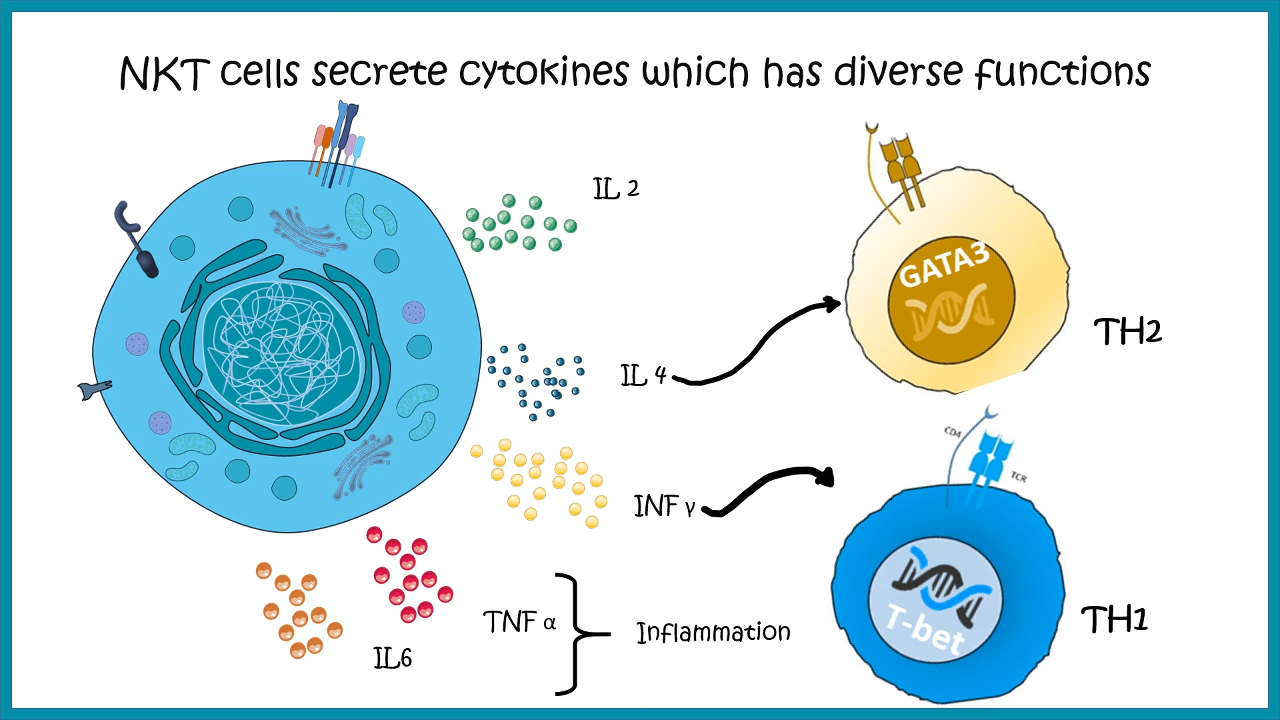 NKT cells secrete cytokines which has diverse functions
IL 2
GATA3
TH2
IL 4
CD4
TCR
INF γ
T-bet
TH1
TNF α
Inflammation
IL6